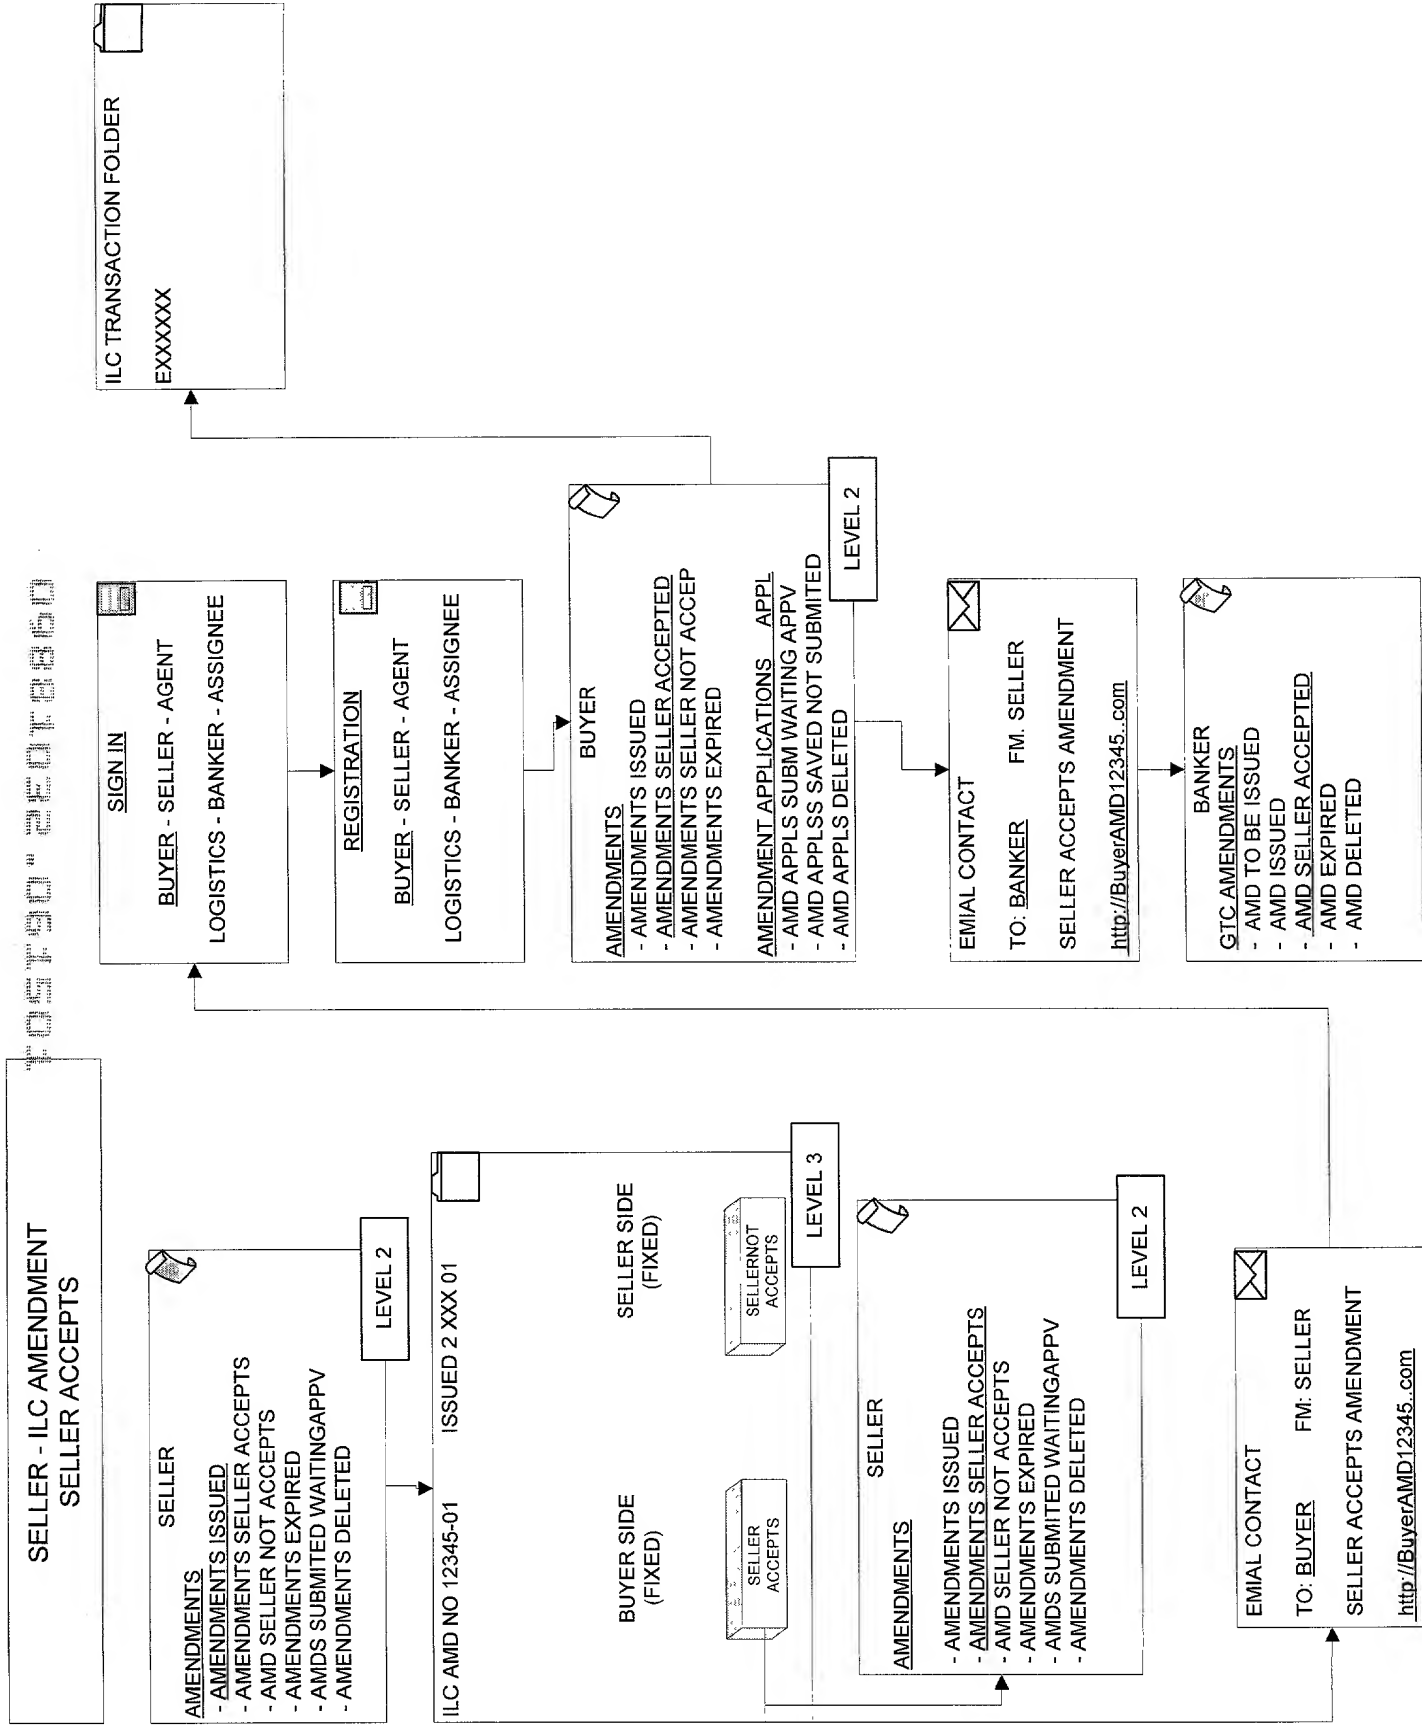 SELLER - ILC AMENDMENT
SELLER ACCEPTS
SELLER
AMENDMENTS
- AMENDMENTS ISSUED
- AMENDMENTS SELLER ACCEPTS
- AMD SELLER NOT ACCEPTS
- AMENDMENTS EXPIRED
- AMDS SUBMITED WAITINGAPPV
- AMENDMENTS DELETED
LEVEL 2
ILC AMD NO 12345-01 ISSUED 2 XXX 01
BUYER SIDE
(FIXED)
SELLER SIDE
(FIXED)
SELLER
ACCEPTS
SELLERNOT
ACCEPTS
LEVEL 3
SELLER
AMENDMENTS
- AMENDMENTS ISSUED
- AMENDMENTS SELLER ACCEPTS
- AMD SELLER NOT ACCEPTS
- AMENDMENTS EXPIRED
- AMDS SUBMITED WAITINGAPPV
- AMENDMENTS DELETED
LEVEL 2
EMIAL CONTACT
TO: BUYER FM: SELLER
SELLER ACCEPTS AMENDMENT
http://BuyerAMD12345..com
SIGN IN
BUYER - SELLER - AGENT
LOGISTICS - BANKER - ASSIGNEE
REGISTRATION
BUYER - SELLER - AGENT
LOGISTICS - BANKER - ASSIGNEE
BUYER
AMENDMENTS
- AMENDMENTS ISSUED
- AMENDMENTS SELLER ACCEPTED
- AMENDMENTS SELLER NOT ACCEP
- AMENDMENTS EXPIRED
AMENDMENT APPLICATIONS APPL
- AMD APPLS SUBM WAITING APPV
- AMD APPLSS SAVED NOT SUBMITED
- AMD APPLS DELETED
LEVEL 2
EMIAL CONTACT
TO: BANKER FM. SELLER
SELLER ACCEPTS AMENDMENT
http://BuyerAMD12345..com
BANKER
GTC AMENDMENTS
- AMD TO BE ISSUED
- AMD ISSUED
- AMD SELLER ACCEPTED
- AMD EXPIRED
- AMD DELETED
ILC TRANSACTION FOLDER
EXXXXXX